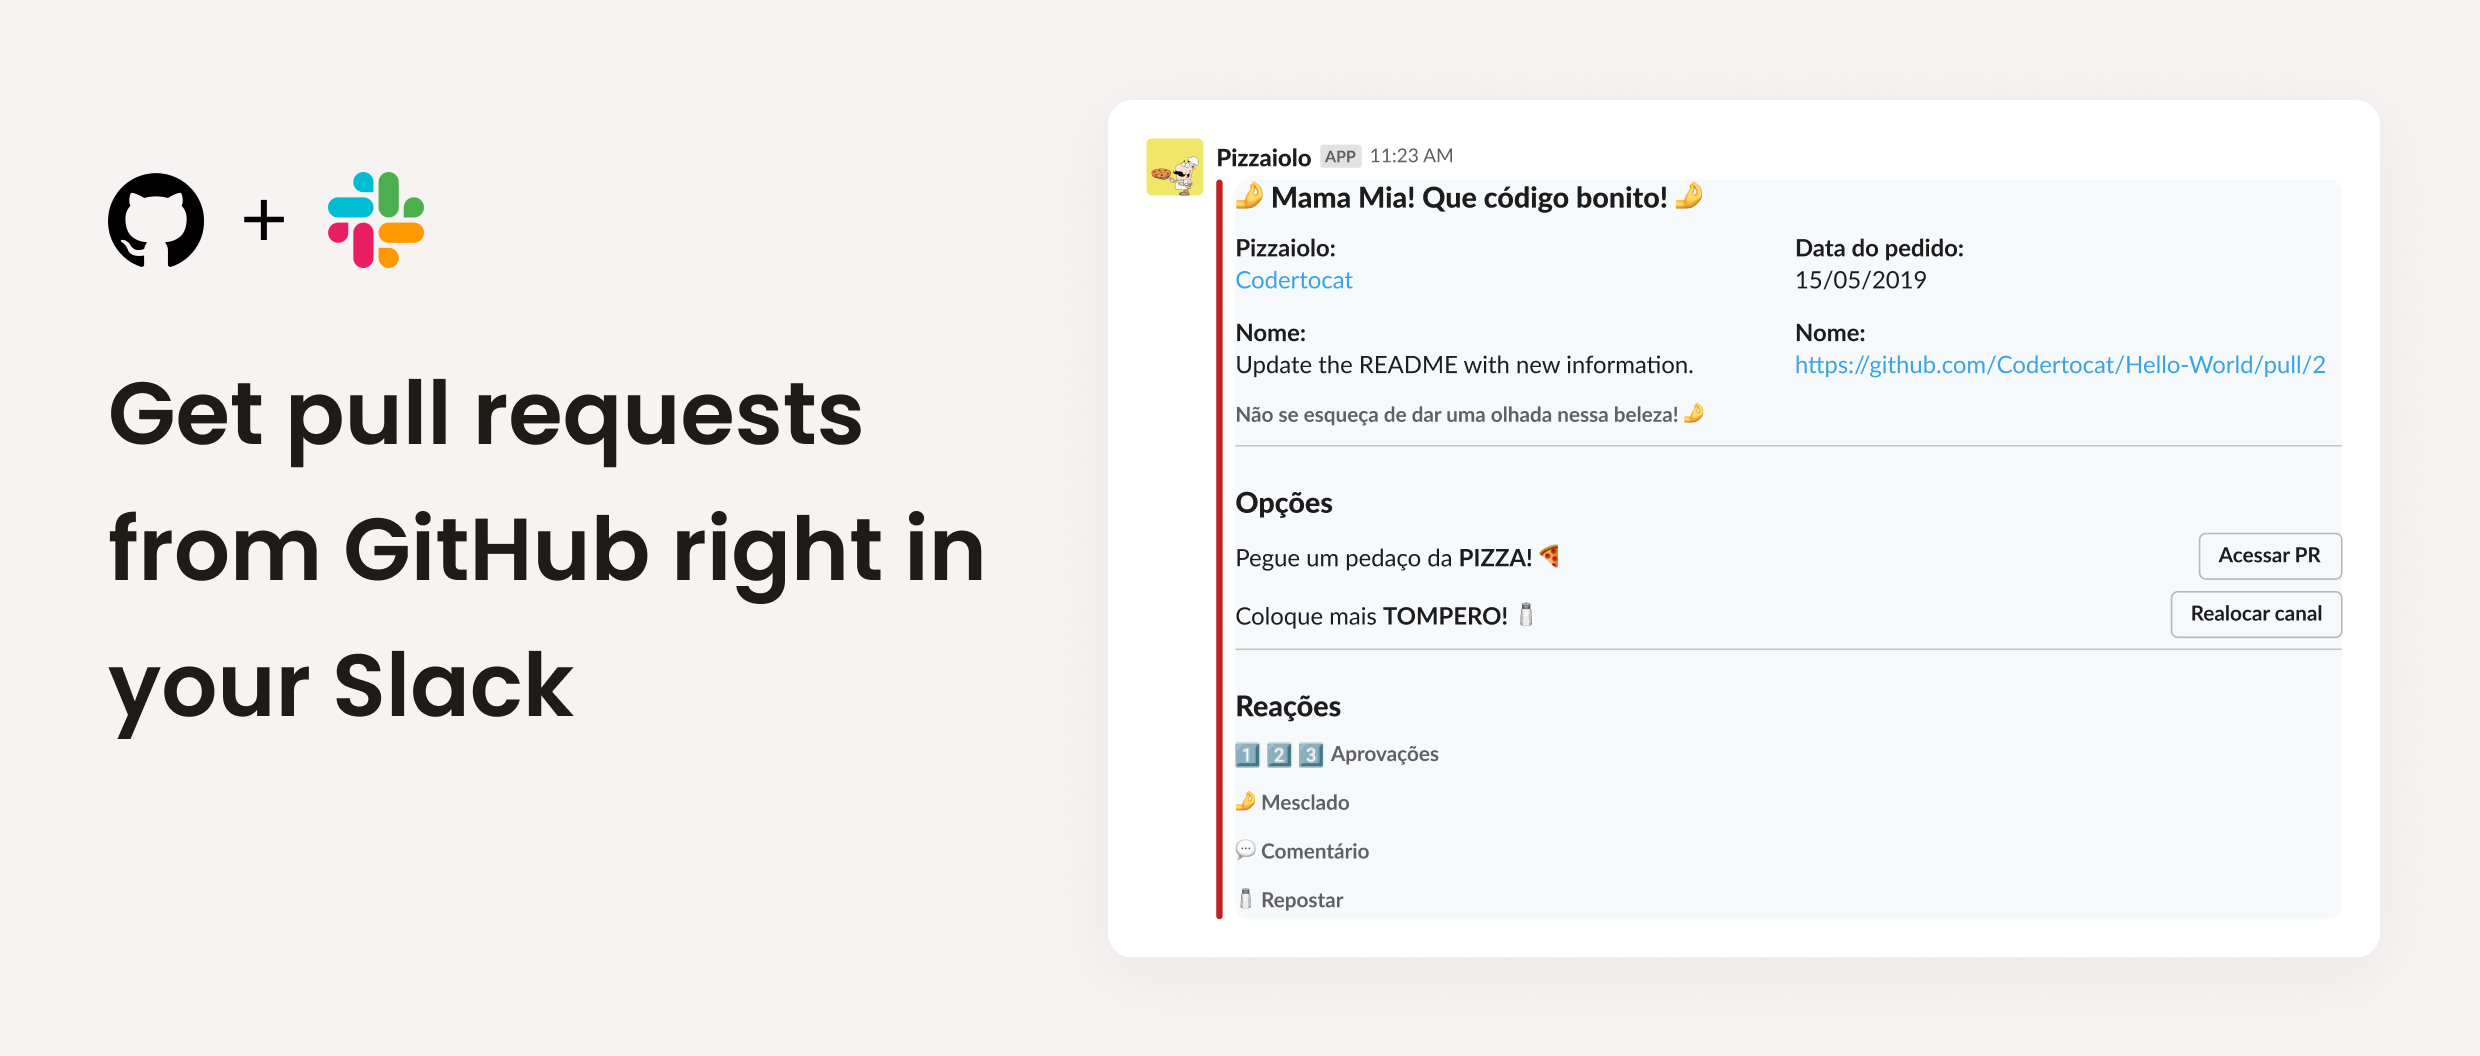 +
Get pull requests
from GitHub right in
your Slack
Pizzaiolo APP 11:23 AM
🤌 Mama Mia! Que código bonito! 🤌
Pizzaiolo:
Codertocat
Data do pedido:
15/05/2019
Nome:
Update the README with new information.
Nome:
https://github.com/Codertocat/Hello-World/pull/2
Não se esqueça de dar uma olhada nessa beleza! 🤌
Opções
Pegue um pedaço da PIZZA! 🍕
Acessar PR
Coloque mais TOMPERO! 🧂
Realocar canal
Reações
1️⃣ 2️⃣ 3️⃣ Aprovações
🤌 Mesclado
💬 Comentário
🧂 Repostar